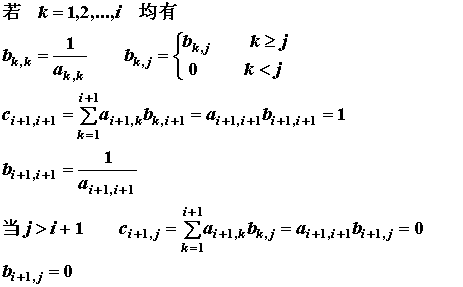 若 k = 1,2,...,i 均有
b_{k,k} = \frac{1}{a_{k,k}}  b_{k,j} = \begin{cases} b_{k,j} & k \geq j \\ 0 & k < j \end{cases}
c_{i+1,i+1} = \sum_{k=1}^{i+1} a_{i+1,k} b_{k,i+1} = a_{i+1,i+1} b_{i+1,i+1} = 1
b_{i+1,i+1} = \frac{1}{a_{i+1,i+1}}
当 j > i + 1  c_{i+1,j} = \sum_{k=1}^{i+1} a_{i+1,k} b_{k,j} = a_{i+1,i+1} b_{i+1,j} = 0
b_{i+1,j} = 0